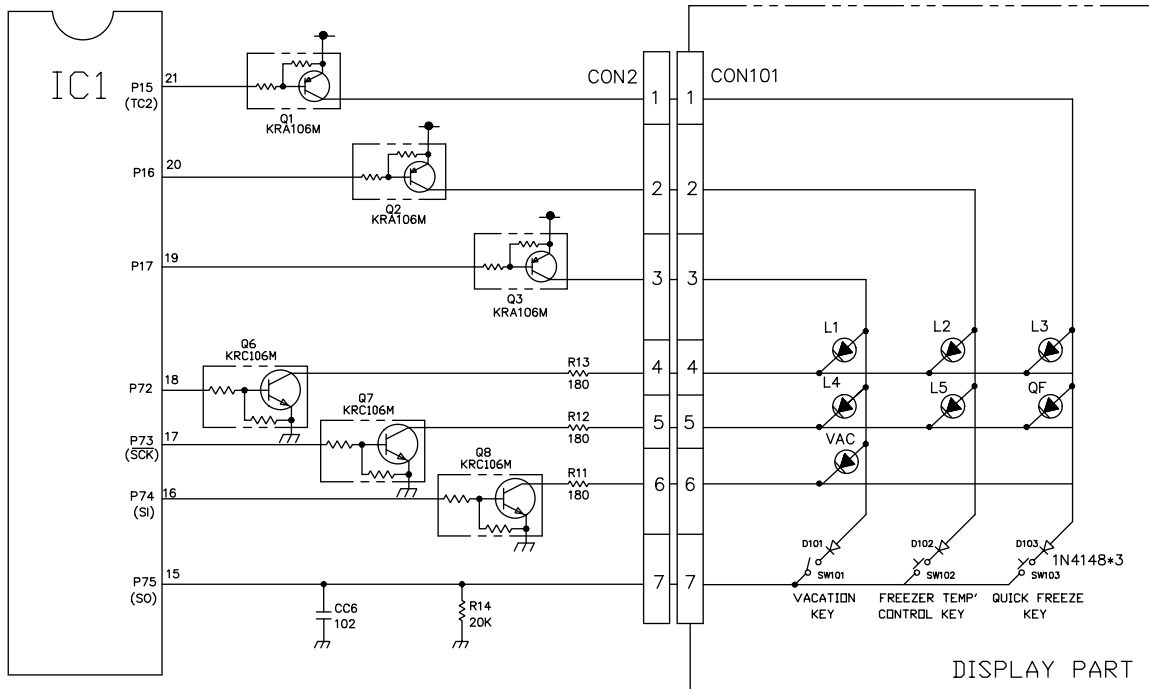 IC1
P15
(TC2)
21
Q1
KRA106M
P16
20
Q2
KRA106M
P17
19
Q3
KRA106M
P72
18
Q6
KRC106M
P73
(SCK)
17
Q7
KRC106M
P74
(SI)
16
Q8
KRC106M
P75
(SO)
15
CC6
102
R14
20K
R13
180
R12
180
R11
180
CON2
1
2
3
4
5
6
7
CON101
1
2
3
4
5
6
7
L1
L2
L3
L4
L5
QF
VAC
D101
D102
D103
1N4148*3
SW101
SW102
SW103
VACATION
KEY
FREEZER TEMP'
CONTROL KEY
QUICK FREEZE
KEY
DISPLAY PART